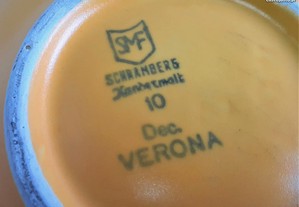 SMF
SCHRAMBERG
Handgemalt
10
Dec.
VERONA